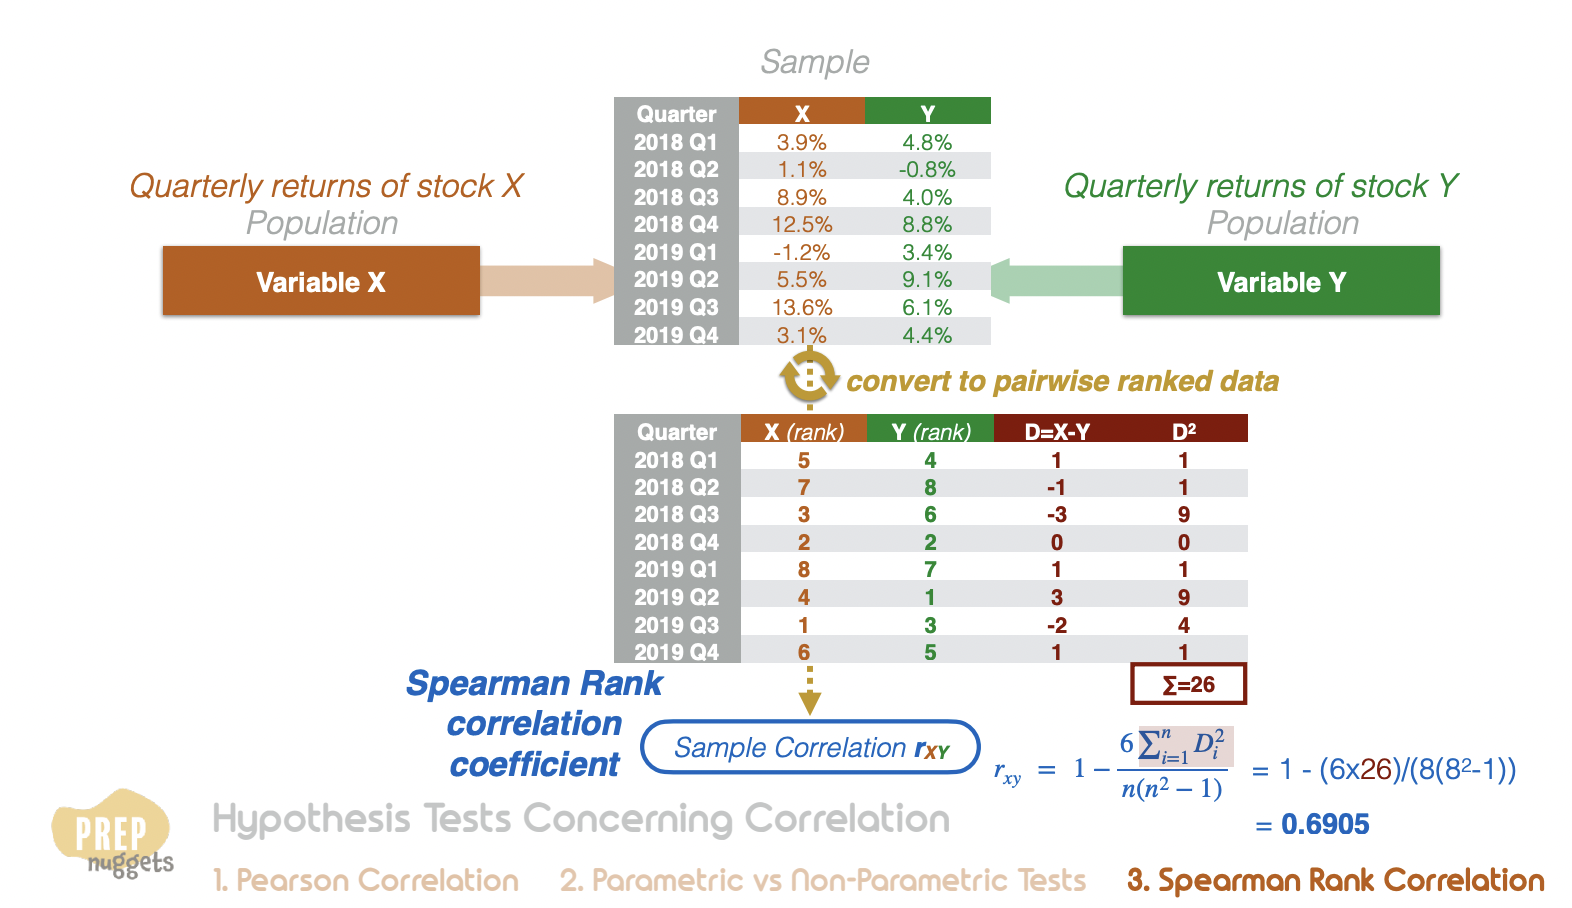 Sample
Quarter X Y
2018 Q1 3.9% 4.8%
2018 Q2 1.1% -0.8%
2018 Q3 8.9% 4.0%
2018 Q4 12.5% 8.8%
2019 Q1 -1.2% 3.4%
2019 Q2 5.5% 9.1%
2019 Q3 13.6% 6.1%
2019 Q4 3.1% 4.4%
Quarterly returns of stock X
Population
Variable X
Quarterly returns of stock Y
Population
Variable Y
convert to pairwise ranked data
Quarter X (rank) Y (rank) D=X-Y D²
2018 Q1 5 4 1 1
2018 Q2 7 8 -1 1
2018 Q3 3 6 -3 9
2018 Q4 2 2 0 0
2019 Q1 8 7 1 1
2019 Q2 4 1 3 9
2019 Q3 1 3 -2 4
2019 Q4 6 5 1 1
Σ=26
Spearman Rank
correlation
coefficient
Sample Correlation rXY
r_xy = 1 − 6 ∑_{i=1}^{n} D_i^2 / n(n² − 1) = 1 - (6x26)/(8(8²-1))
= 0.6905
PREP
nuggets
Hypothesis Tests Concerning Correlation
1. Pearson Correlation 2. Parametric vs Non-Parametric Tests 3. Spearman Rank Correlation